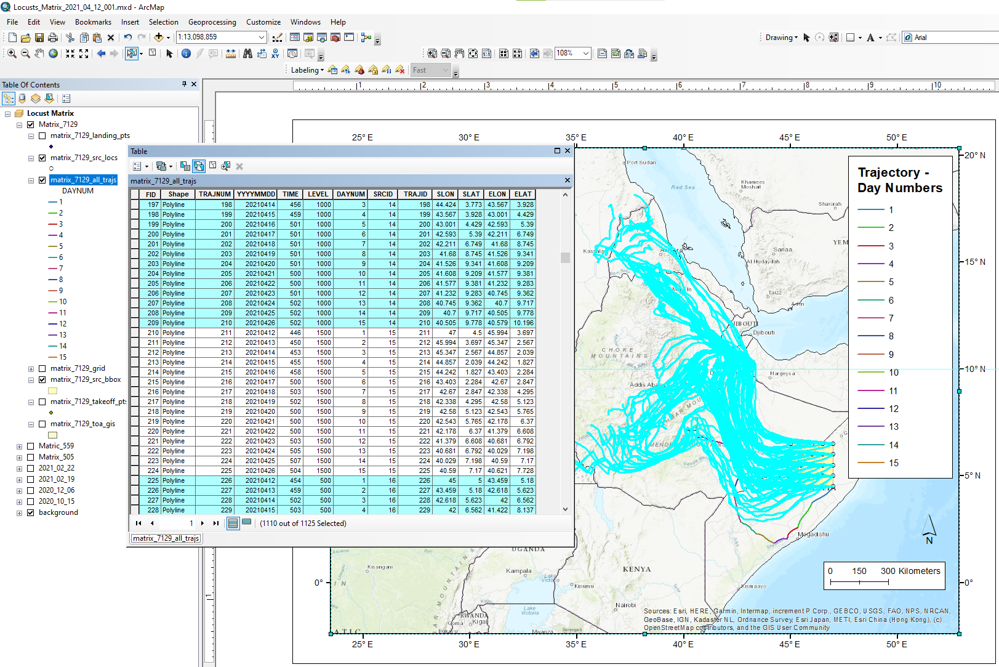 Locusts_Matrix_2021_04_12_001.mxd - ArcMap
File Edit View Bookmarks Insert Selection Geoprocessing Customize Windows Help
1:13,098,859
Drawing
A
Arial
108%
Labeling
Fast
Table Of Contents
Locust Matrix
Matrix_7129
matrix_7129_landing_pts
matrix_7129_src_locs
matrix_7129_all_trajs
DAYNUM
1
2
3
4
5
6
7
8
9
10
11
12
13
14
15
matrix_7129_grid
matrix_7129_src_bbox
matrix_7129_takeoff_pts
matrix_7129_toa_gis
Matric_559
Matrix_505
2021_02_22
2021_02_19
2020_12_06
2020_10_15
background
Table
matrix_7129_all_trajs
FID Shape TRAJNUM YYYYMMDD TIME LEVEL DAYNUM SRCID TRAJID SLON SLAT ELON ELAT
197 Polyline 198 20210414 456 1000 3 14 198 44.424 3.773 43.567 3.928
198 Polyline 199 20210415 459 1000 4 14 199 43.567 3.928 43.001 4.429
199 Polyline 200 20210416 501 1000 5 14 200 43.001 4.429 42.593 5.39
200 Polyline 201 20210417 501 1000 6 14 201 42.593 5.39 42.211 6.749
201 Polyline 202 20210418 501 1000 7 14 202 42.211 6.749 41.68 8.745
202 Polyline 203 20210419 501 1000 8 14 203 41.68 8.745 41.526 9.341
203 Polyline 204 20210420 501 1000 9 14 204 41.526 9.341 41.608 9.209
204 Polyline 205 20210421 500 1000 10 14 205 41.608 9.209 41.577 9.381
205 Polyline 206 20210422 500 1000 11 14 206 41.577 9.381 41.232 9.283
206 Polyline 207 20210423 501 1000 12 14 207 41.232 9.283 40.745 9.362
207 Polyline 208 20210424 502 1000 13 14 208 40.745 9.362 40.7 9.717
208 Polyline 209 20210425 502 1000 14 14 209 40.7 9.717 40.505 9.778
209 Polyline 210 20210426 502 1000 15 14 210 40.505 9.778 40.579 10.196
210 Polyline 211 20210412 446 1500 1 15 211 47 4.5 45.994 3.697
211 Polyline 212 20210413 450 1500 2 15 212 45.994 3.697 45.347 2.567
212 Polyline 213 20210414 453 1500 3 15 213 45.347 2.567 44.857 2.039
213 Polyline 214 20210415 455 1500 4 15 214 44.857 2.039 44.242 1.827
214 Polyline 215 20210416 458 1500 5 15 215 44.242 1.827 43.403 2.284
215 Polyline 216 20210417 500 1500 6 15 216 43.403 2.284 42.67 2.847
216 Polyline 217 20210418 503 1500 7 15 217 42.67 2.847 42.338 4.295
217 Polyline 218 20210419 502 1500 8 15 218 42.338 4.295 42.58 5.123
218 Polyline 219 20210420 500 1500 9 15 219 42.58 5.123 42.543 5.765
219 Polyline 220 20210421 500 1500 10 15 220 42.543 5.765 42.178 6.37
220 Polyline 221 20210422 500 1500 11 15 221 42.178 6.37 41.379 6.608
221 Polyline 222 20210423 503 1500 12 15 222 41.379 6.608 40.681 6.792
222 Polyline 223 20210424 505 1500 13 15 223 40.681 6.792 40.029 7.198
223 Polyline 224 20210425 507 1500 14 15 224 40.029 7.198 40.59 7.17
224 Polyline 225 20210426 504 1500 15 15 225 40.59 7.17 40.621 7.728
225 Polyline 226 20210412 454 500 1 16 226 45 5 43.459 5.18
226 Polyline 227 20210413 459 500 2 16 227 43.459 5.18 42.618 5.623
227 Polyline 228 20210414 502 500 3 16 228 42.618 5.623 42 6.562
228 Polyline 229 20210415 503 500 4 16 229 42 6.562 41.422 8.137
1
(1110 out of 1125 Selected)
matrix_7129_all_trajs
1 2 3 4 5 6 7 8 9 10
25° E 30° E 35° E 40° E 45° E 50° E
20° N
15° N
10° N
5° N
0°
0°
Port Sudan
Red Sea
Khamees
Moshait
Sharorah
YEM
Sanaa
Al Hudaydah
Taizz
Aden
Djibouti
CHOKE
MOUNTAINS
Hargeysa
Mogadishu
UGANDA
Kampala
Lake
Victoria
Kisumu
KENYA
Nairobi
Kismaayo
Kisangani
Lake
Victoria
RWANDA
Goma
Kigal
Mwanza
Serengeti
Trajectory -
Day Numbers
1
2
3
4
5
6
7
8
9
10
11
12
13
14
15
N
0 150 300 Kilometers
Sources: Esri, HERE, Garmin, Intermap, increment P Corp., GEBCO, USGS, FAO, NPS, NRCAN,
GeoBase, IGN, Kadaster NL, Ordnance Survey, Esri Japan, METI, Esri China (Hong Kong), (c)
OpenStreetMap contributors, and the GIS User Community
25° E 30° E 35° E 40° E 45° E 50° E